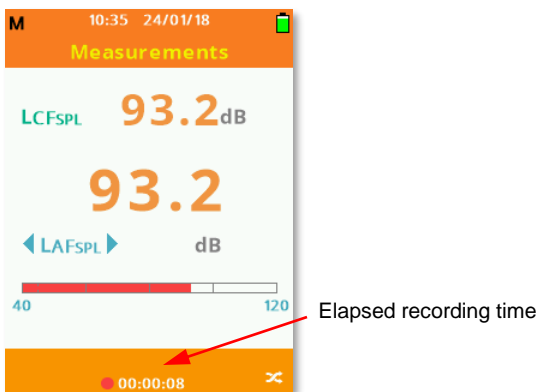 M 10:35 24/01/18
Measurements
LCFSPL 93.2dB
93.2
LAFSPL dB
40 120
Elapsed recording time
00:00:08